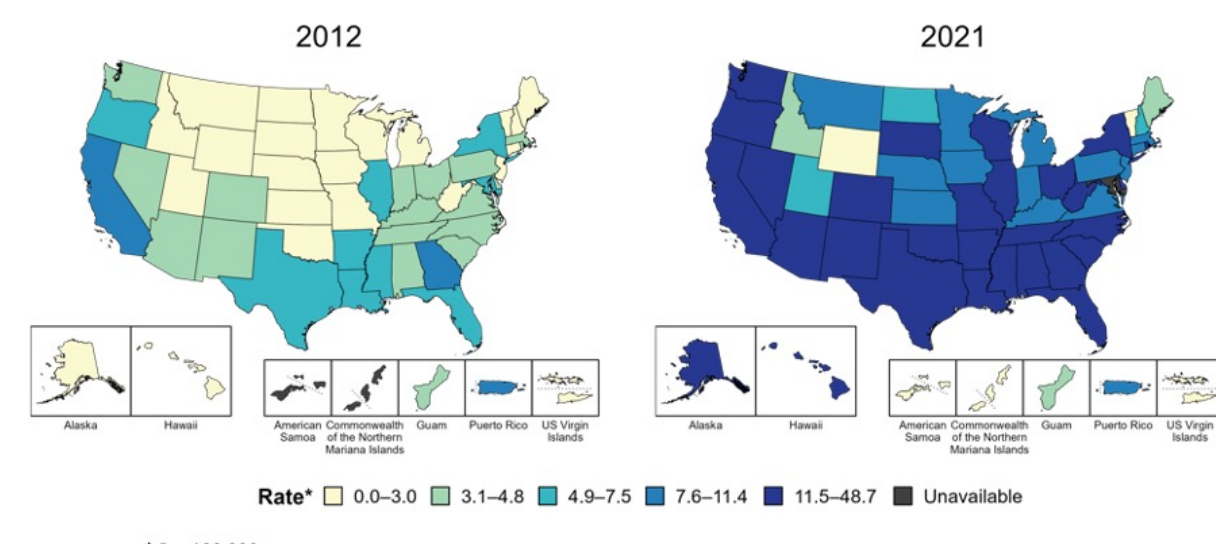 2012 2021
Alaska Hawaii
American Samoa Commonwealth of the Northern Mariana Islands Guam Puerto Rico US Virgin Islands
Alaska Hawaii
American Samoa Commonwealth of the Northern Mariana Islands Guam Puerto Rico US Virgin Islands
Rate* 0.0–3.0 3.1–4.8 4.9–7.5 7.6–11.4 11.5–48.7 Unavailable